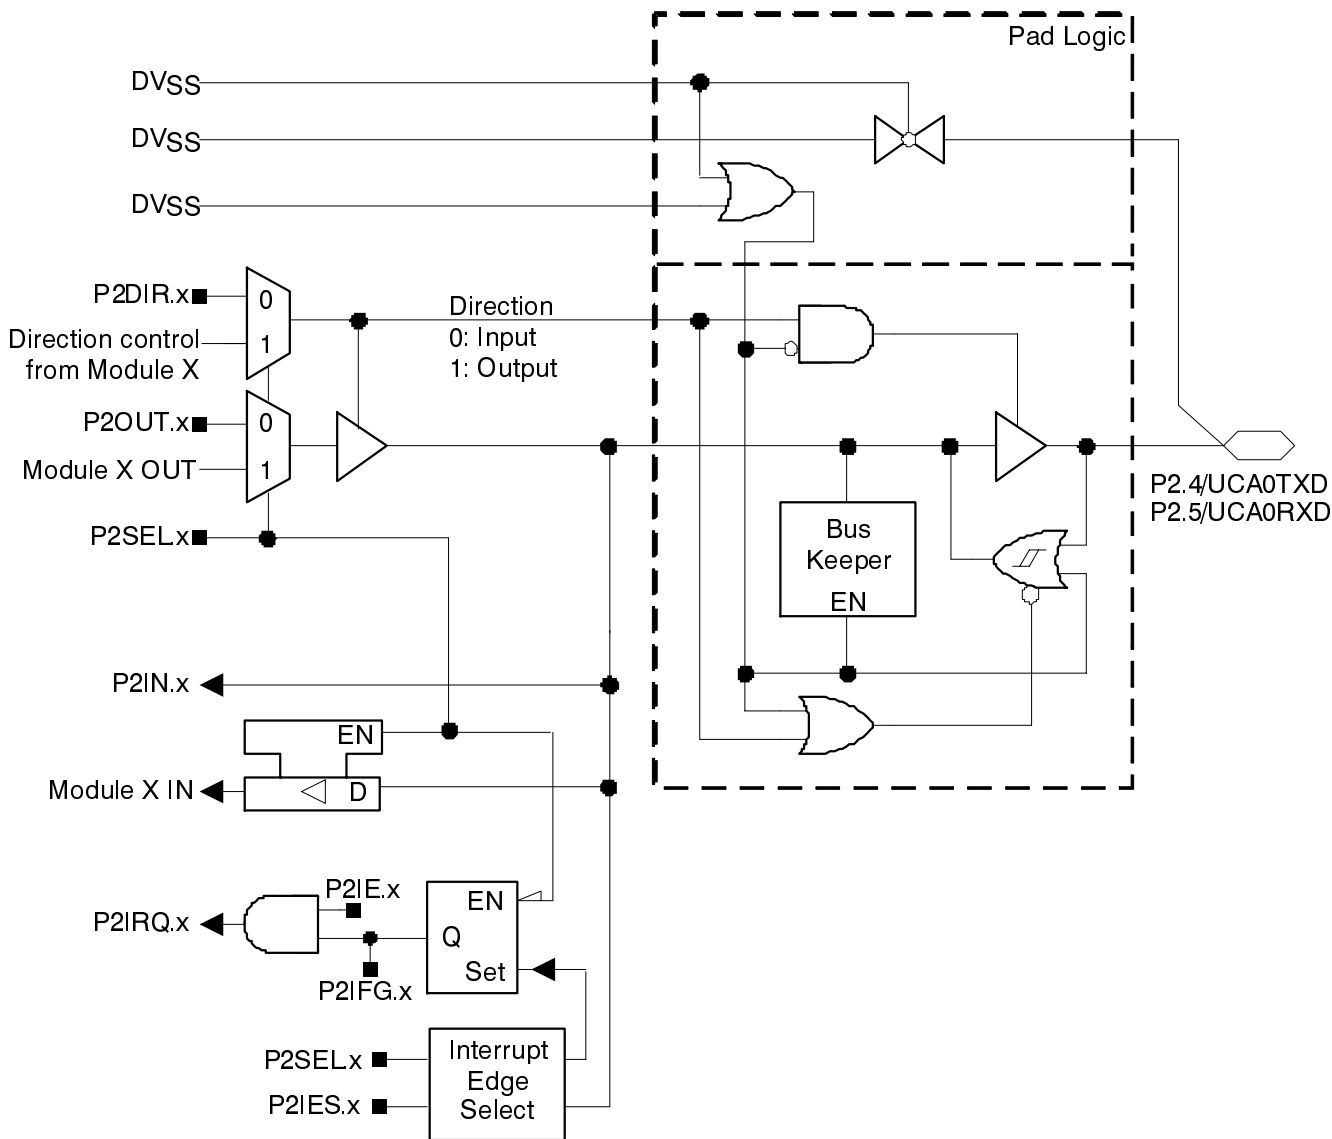 Pad Logic
DVSS
DVSS
DVSS
P2DIR.x
0
Direction control
from Module X
1
Direction
0: Input
1: Output
P2OUT.x
0
Module X OUT
1
P2SEL.x
P2.4/UCA0TXD
P2.5/UCA0RXD
Bus
Keeper
EN
P2IN.x
EN
Module X IN
D
P2IE.x
EN
P2IRQ.x
Q
Set
P2IFG.x
P2SEL.x
Interrupt
Edge
Select
P2IES.x